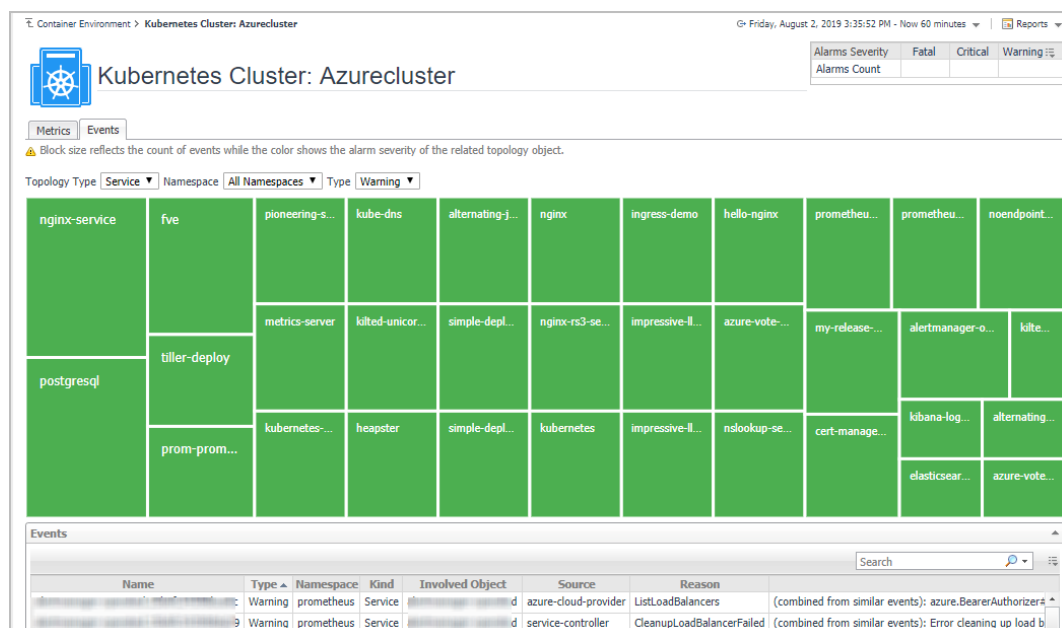 Container Environment > Kubernetes Cluster: Azurecluster
Friday, August 2, 2019 3:35:52 PM - Now 60 minutes | Reports
Kubernetes Cluster: Azurecluster
Alarms Severity Fatal Critical Warning
Alarms Count
Metrics Events
Block size reflects the count of events while the color shows the alarm severity of the related topology object.
Topology Type Service Namespace All Namespaces Type Warning
nginx-service fve pioneering-s... kube-dns alternating-j... nginx ingress-demo hello-nginx prometheu... prometheu... noendpoint...
metrics-server kilted-unicor... simple-depl... nginx-rs3-se... impressive-ll... azure-vote-... my-release-... alertmanager-o... kilte...
tiller-deploy
postgresql
kubernetes-... heapster simple-depl... kubernetes impressive-ll... nslookup-se... cert-manage... kibana-log... alternating...
prom-prom...
elasticsear... azure-vote...
Events
Search
Name Type Namespace Kind Involved Object Source Reason
Warning prometheus Service d azure-cloud-provider ListLoadBalancers (combined from similar events): azure.BearerAuthorizer#
9 Warning prometheus Service d service-controller CleanupLoadBalancerFailed (combined from similar events): Error cleaning up load b